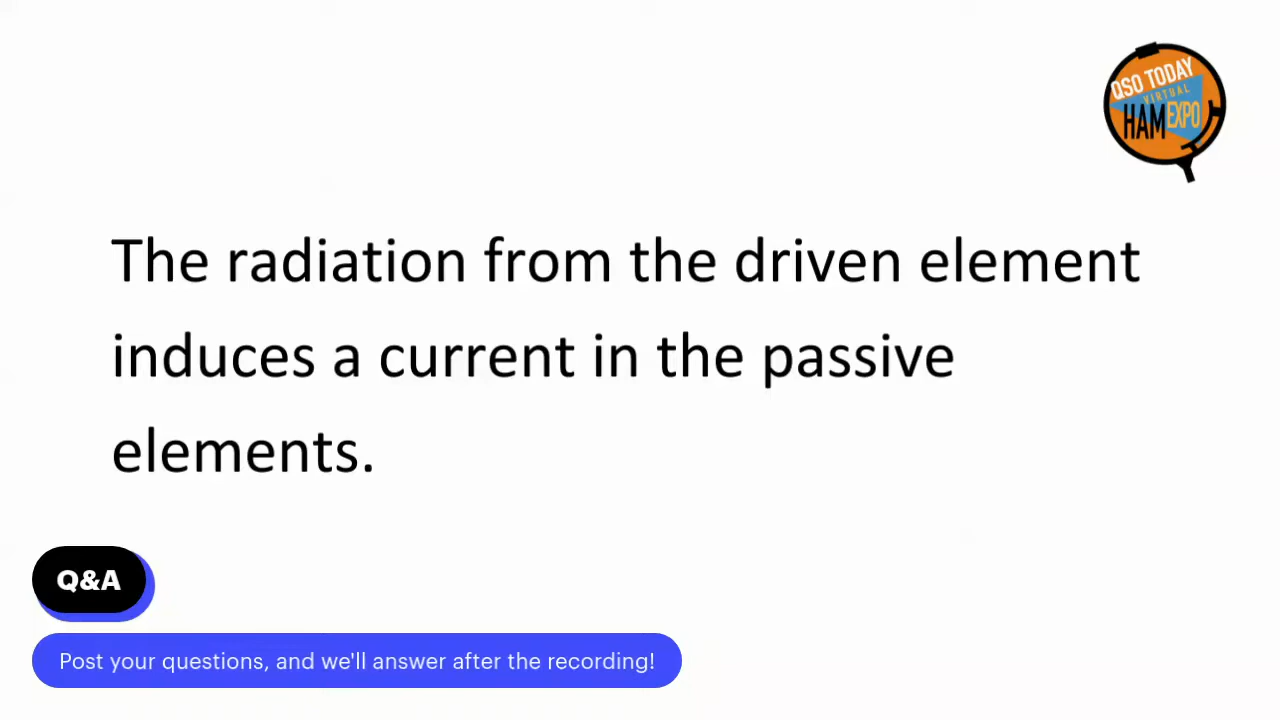 QSO TODAY
VIRTUAL
HAM EXPO
The radiation from the driven element
induces a current in the passive
elements.
Q&A
Post your questions, and we'll answer after the recording!